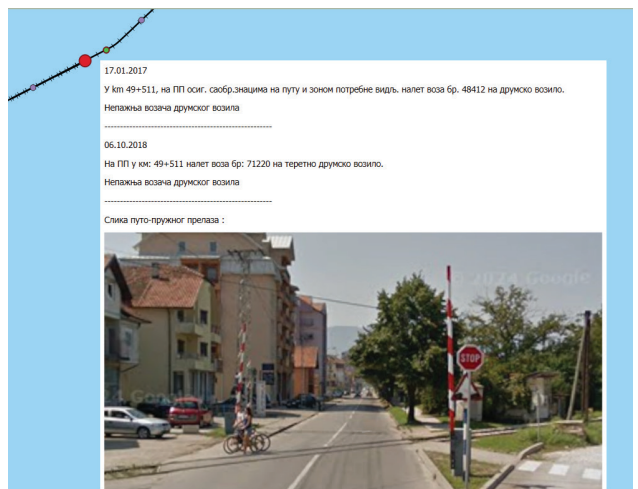 17.01.2017
У km 49+511, на ПП осиг. саобр.знацима на путу и зоном потребне видљ. налет воза бр. 48412 на друмско возило.
Непажња возача друмског возила
------------------------------------------------------
06.10.2018
На ПП у км: 49+511 налет воза бр: 71220 на теретно друмско возило.
Непажња возача друмског возила
------------------------------------------------------
Слика путо-пружног прелаза :
2024 Google
STOP